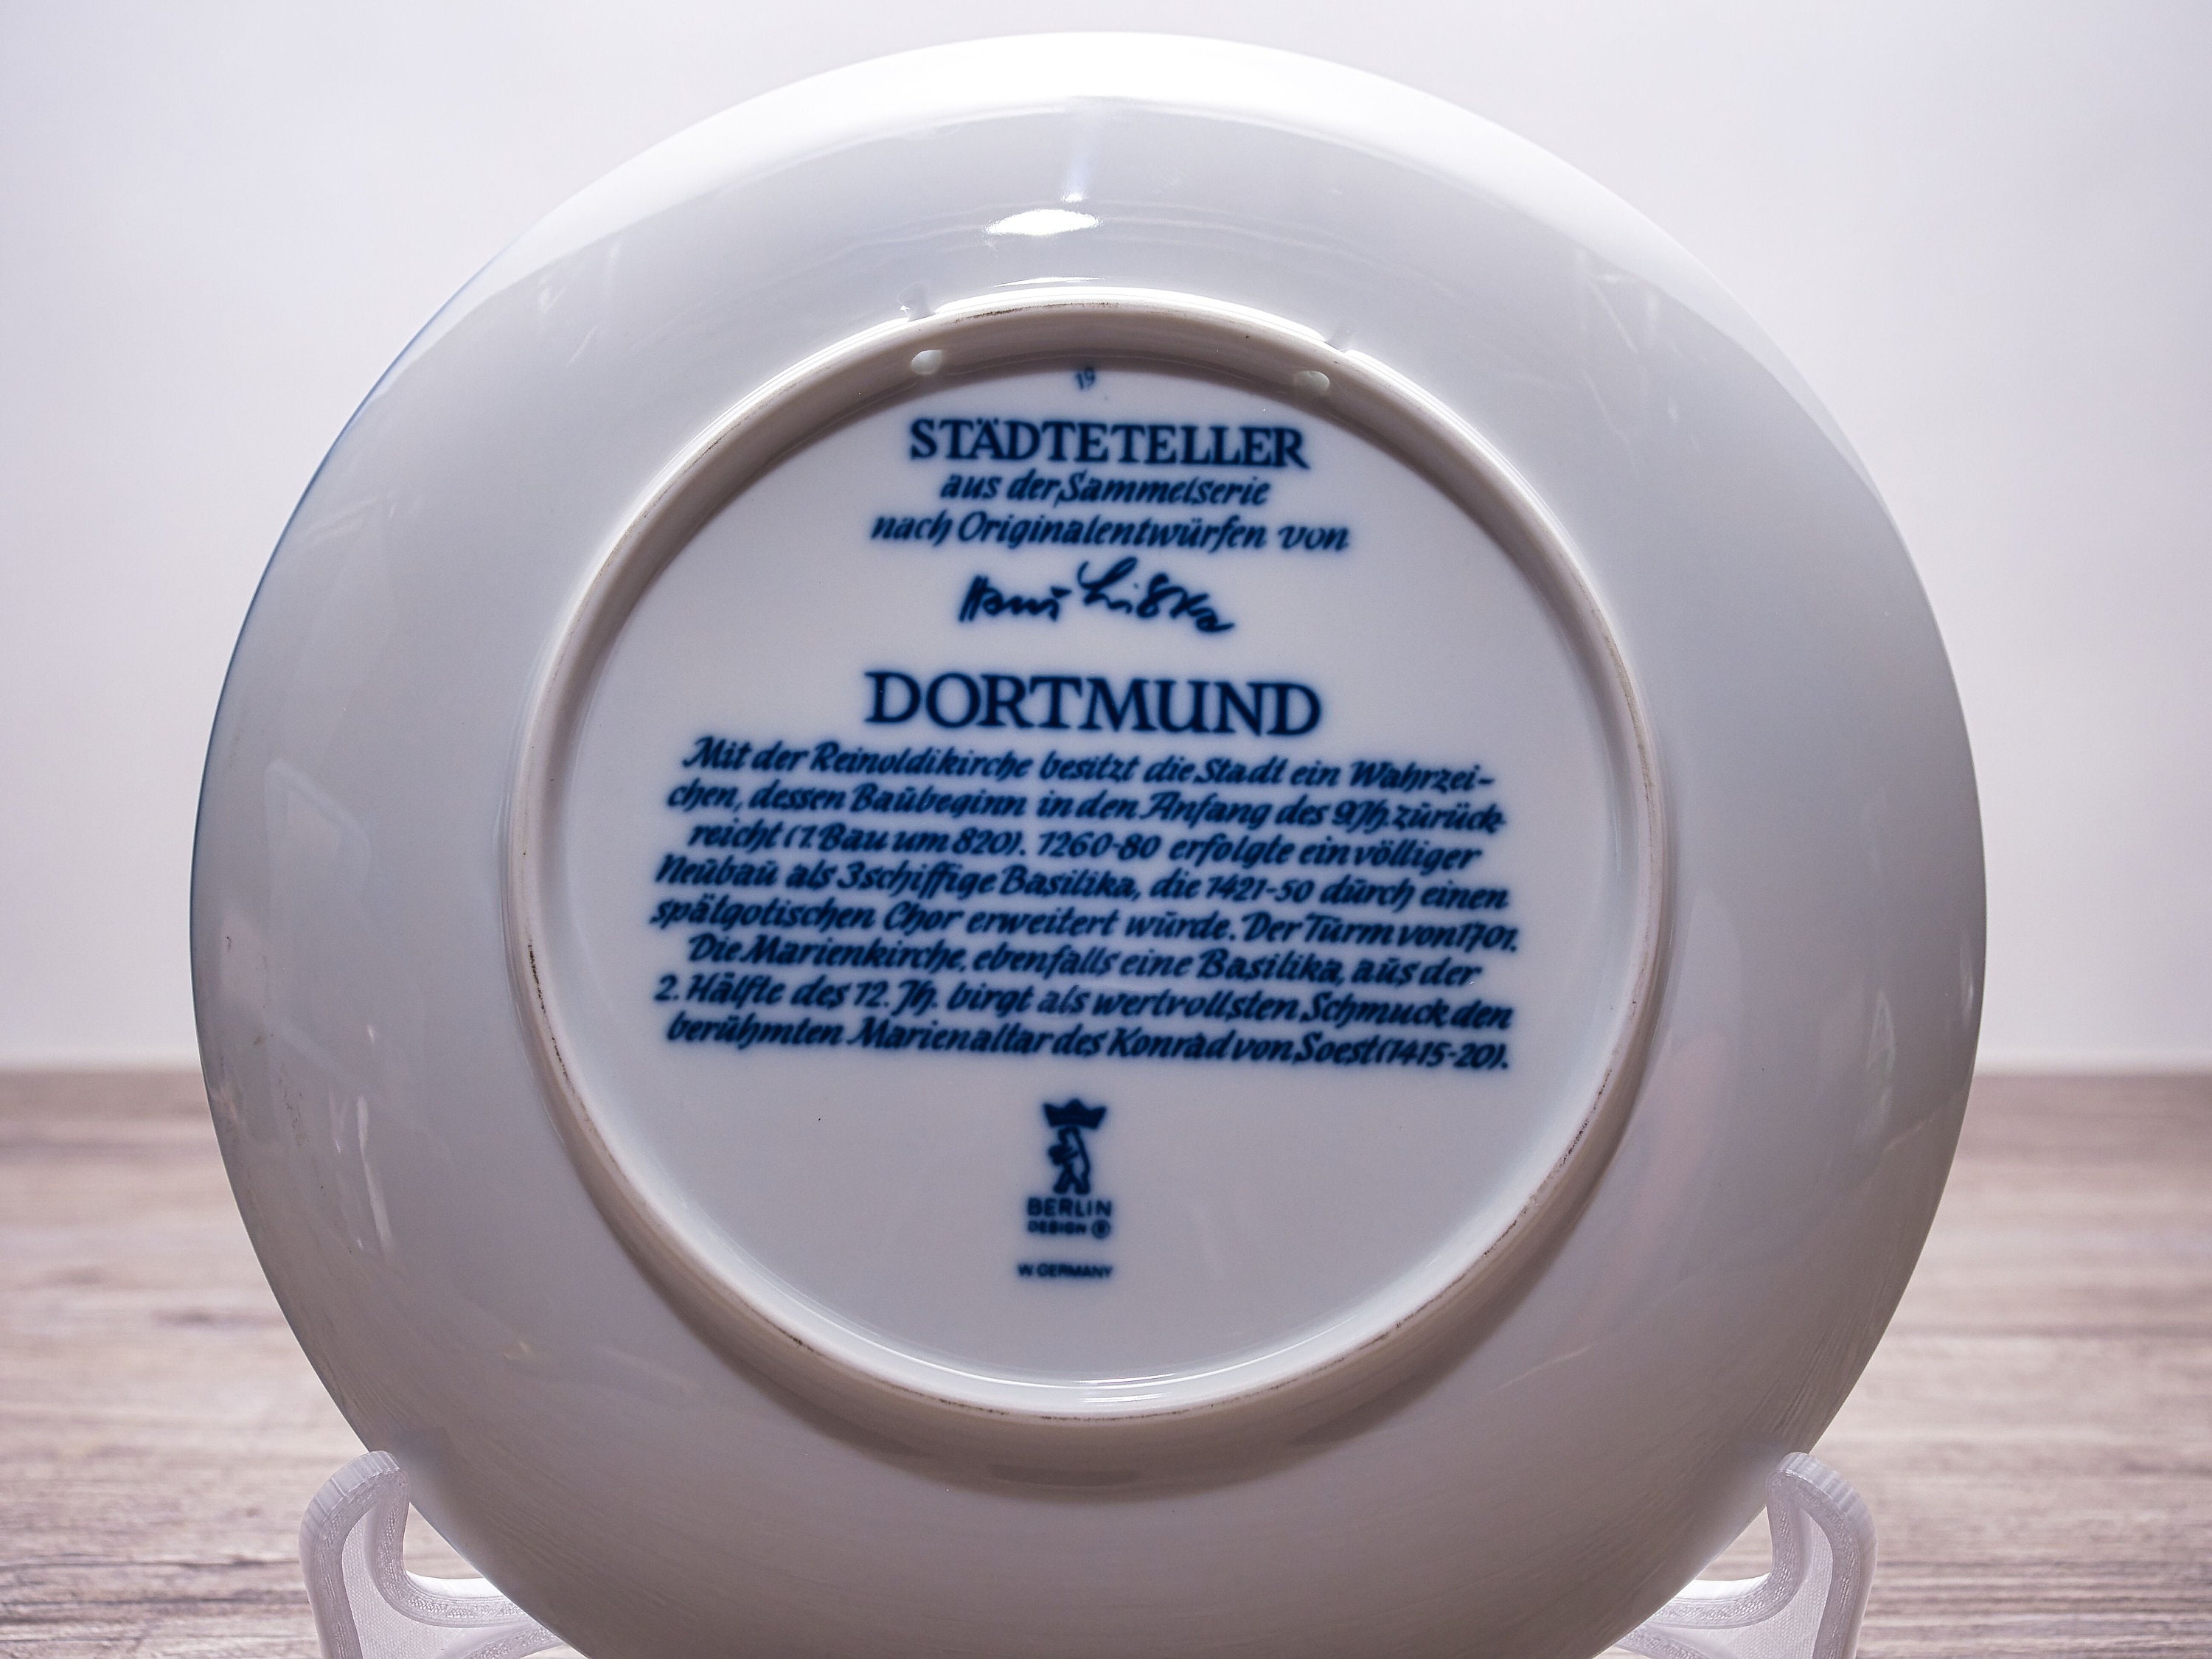 19
STÄDTETELLER
aus der Sammelserie
nach Originalentwürfen von
Hans Liska
DORTMUND
Mit der Reinoldikirche besitzt die Stadt ein Wahrzei-
chen, dessen Baubeginn in den Anfang des 9.Jh. zurück-
reicht (1. Bau um 820). 1260-80 erfolgte ein völliger
Neubau als 3schiffige Basilika, die 1421-50 durch einen
spätgotischen Chor erweitert wurde. Der Turm von 1701.
Die Marienkirche, ebenfalls eine Basilika, aus der
2. Hälfte des 12. Jh. birgt als wertvollsten Schmuck den
berühmten Marienaltar des Konrad von Soest (1415-20).
BERLIN
DESIGN ®
W. GERMANY